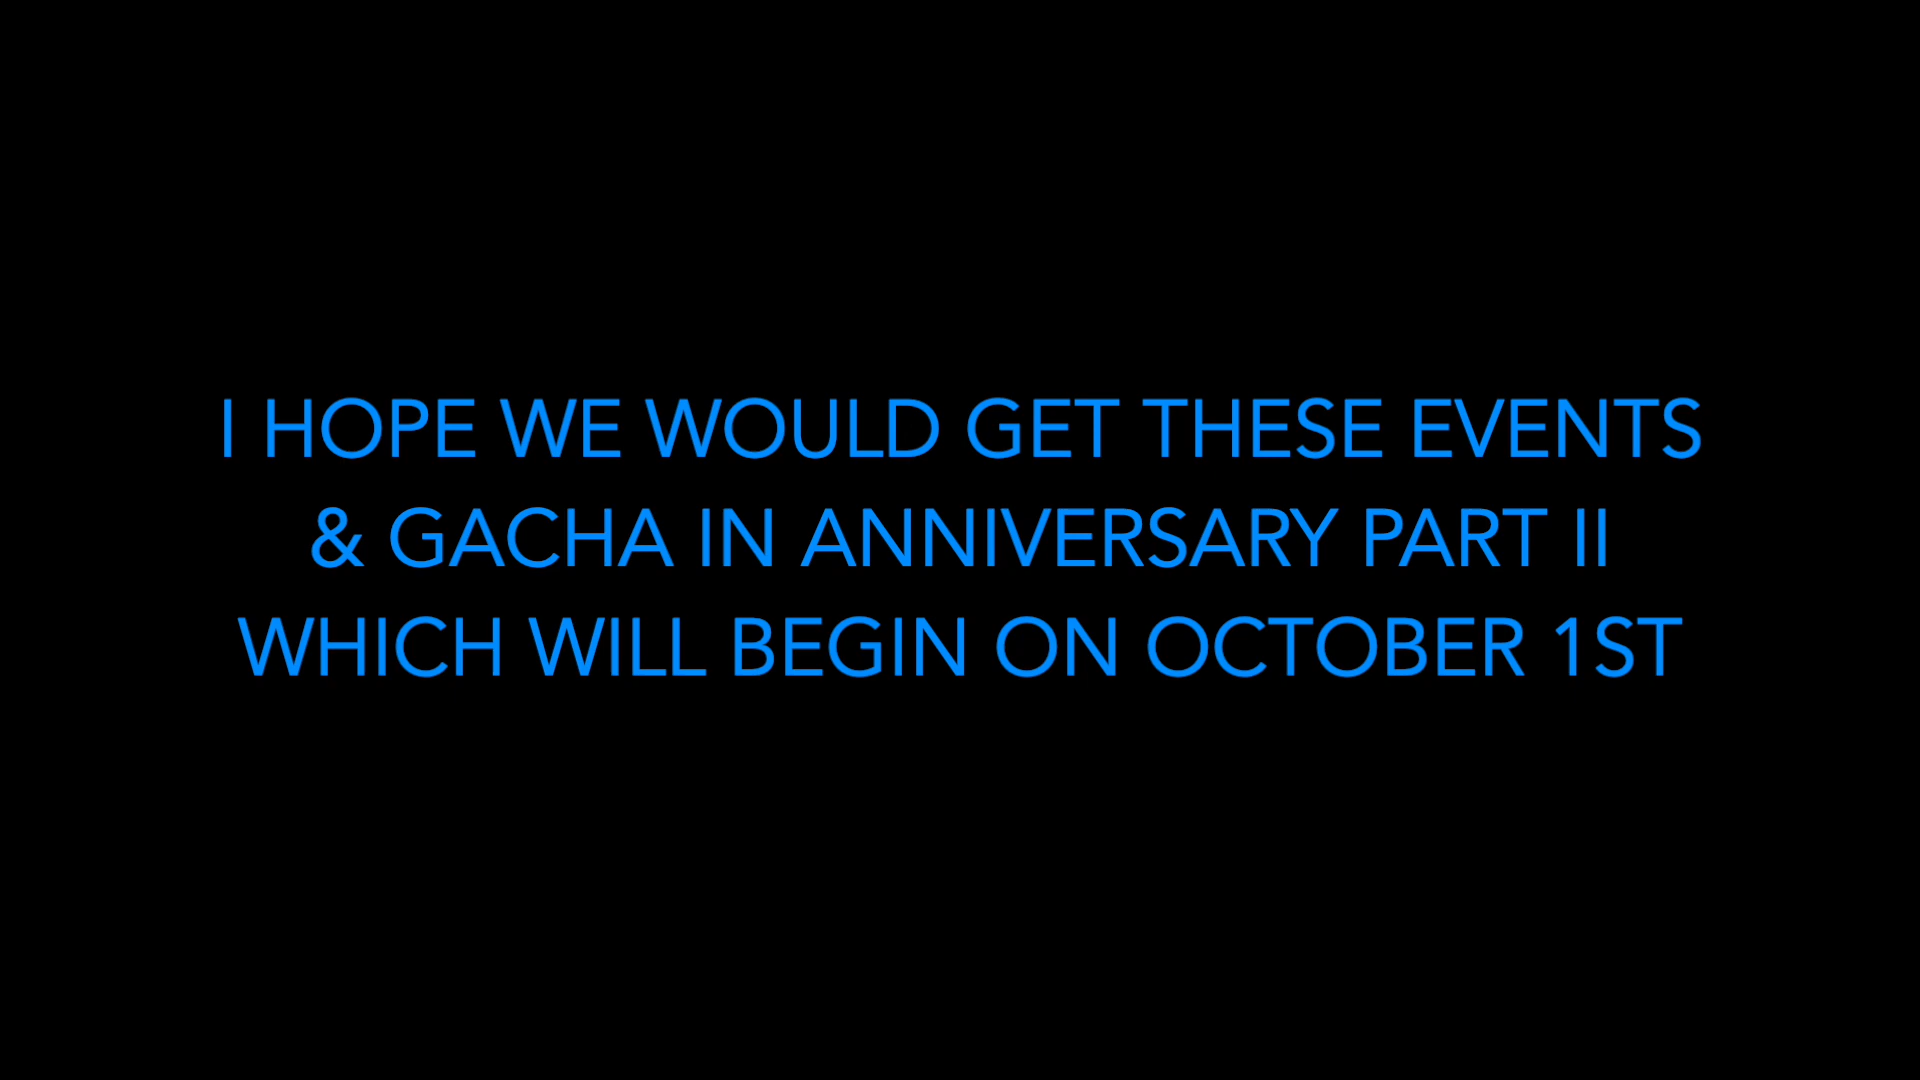 I HOPE WE WOULD GET THESE EVENTS
& GACHA IN ANNIVERSARY PART II
WHICH WILL BEGIN ON OCTOBER 1ST